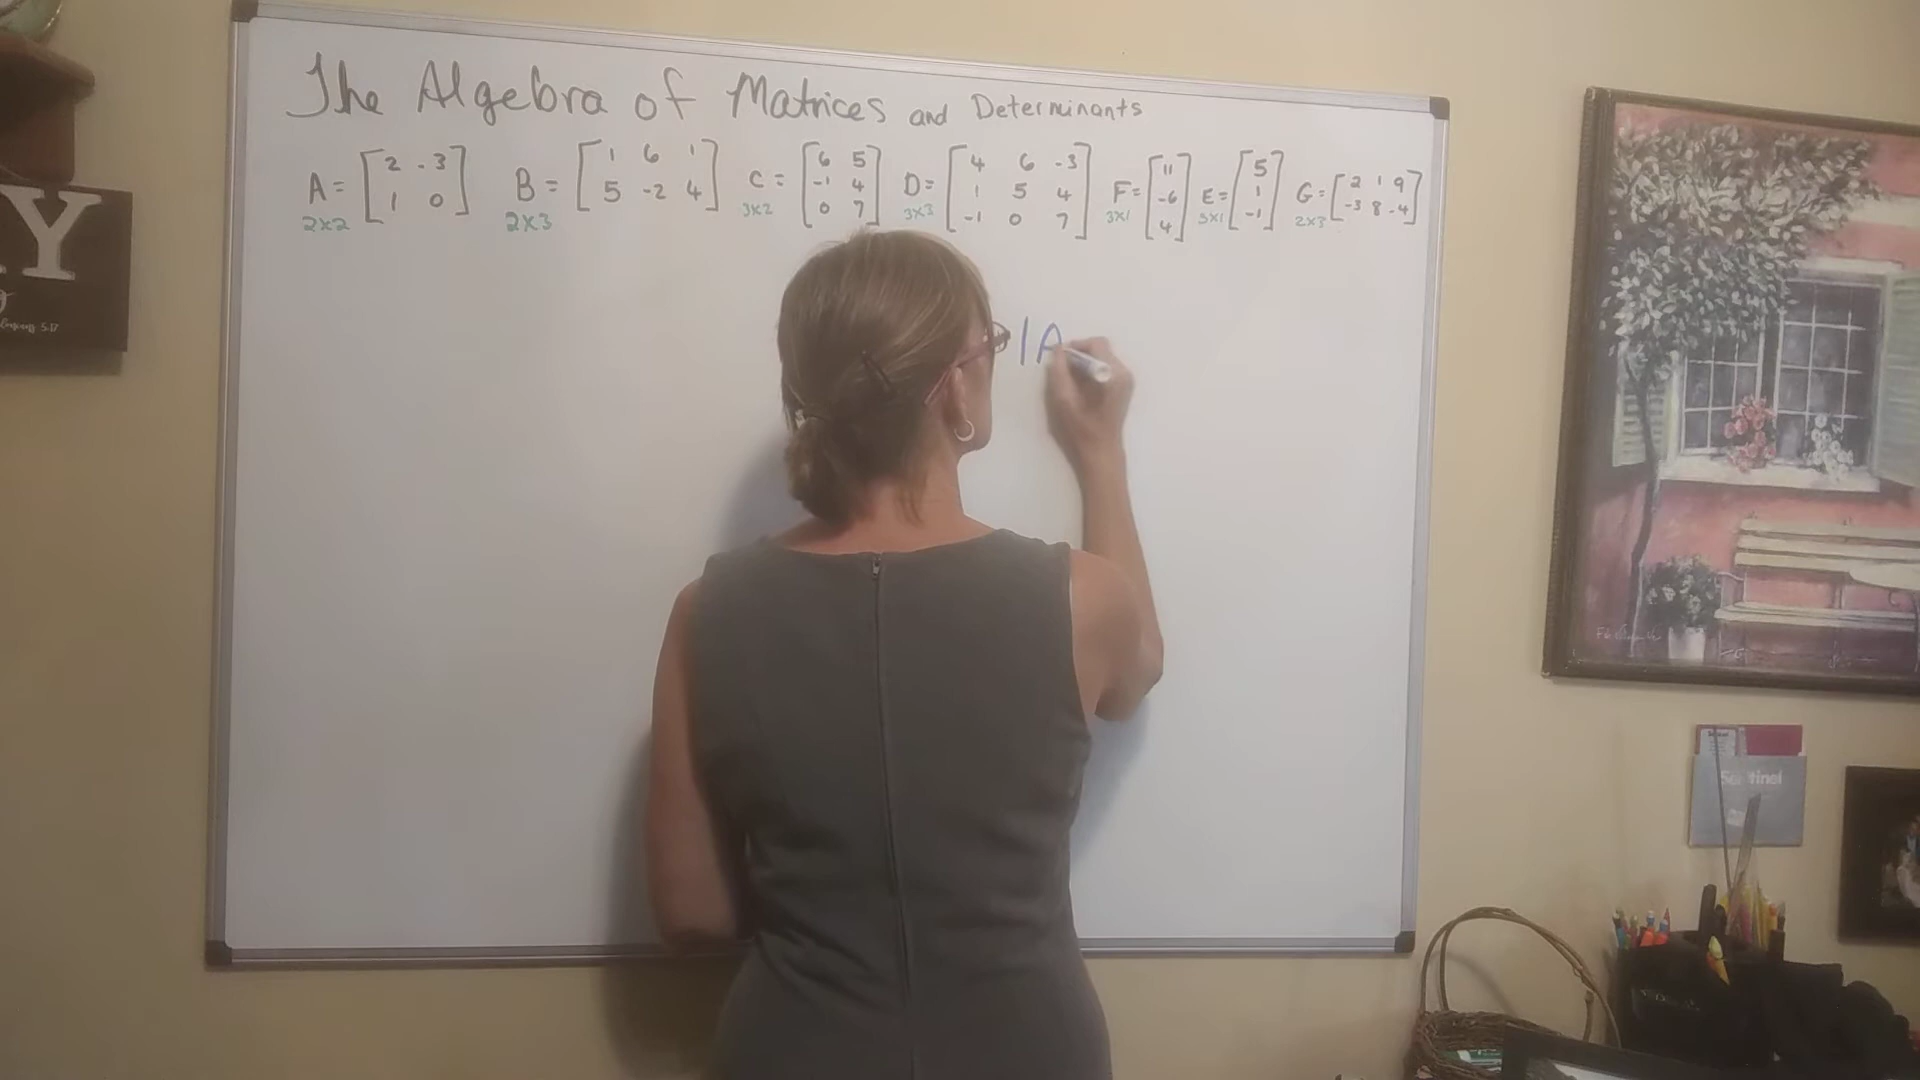 The Algebra of Matrices and Determinants
A = [2 -3; 1 0] B = [1 6 1; 5 -2 4] C = [6 5; -1 4; 0 7] D = [4 6 -3; 1 5 4; -1 0 7] F = [11; -6; 4] E = [5; 1; -1] G = [2 1 9; -3 8 -4]
2x2 2x3 3x2 3x3 3x1 3x1 2x3
|A
Y
5:17
Sentinel